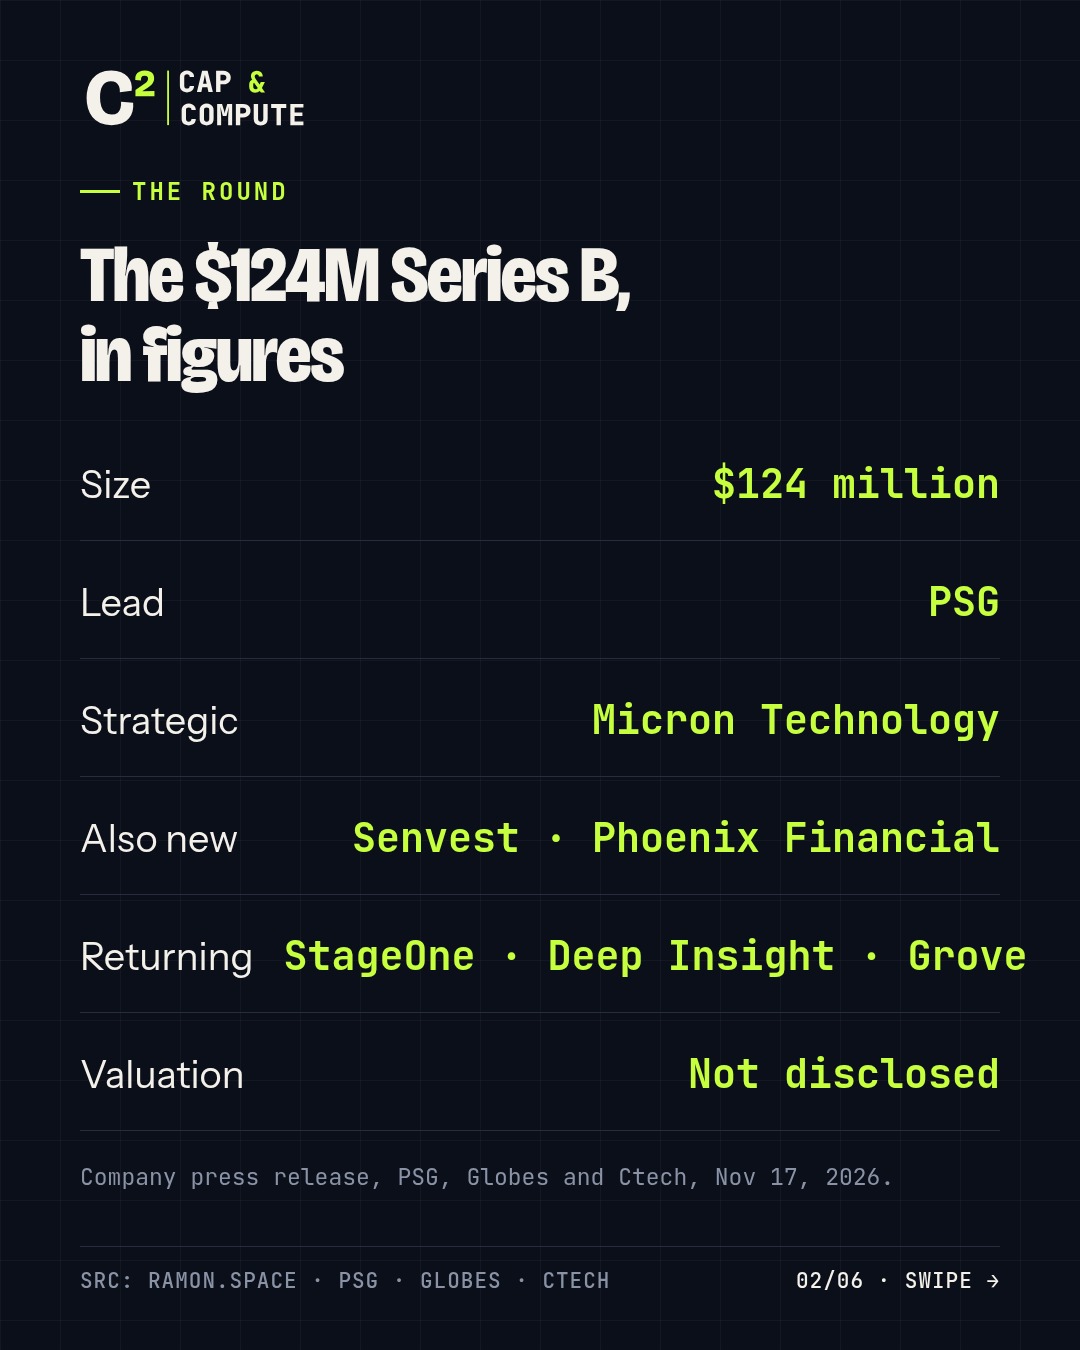 C² CAP &
COMPUTE
THE ROUND
The $124M Series B,
in figures
Size $124 million
Lead PSG
Strategic Micron Technology
Also new Senvest · Phoenix Financial
Returning StageOne · Deep Insight · Grove
Valuation Not disclosed
Company press release, PSG, Globes and Ctech, Nov 17, 2026.
SRC: RAMON.SPACE · PSG · GLOBES · CTECH 02/06 · SWIPE →